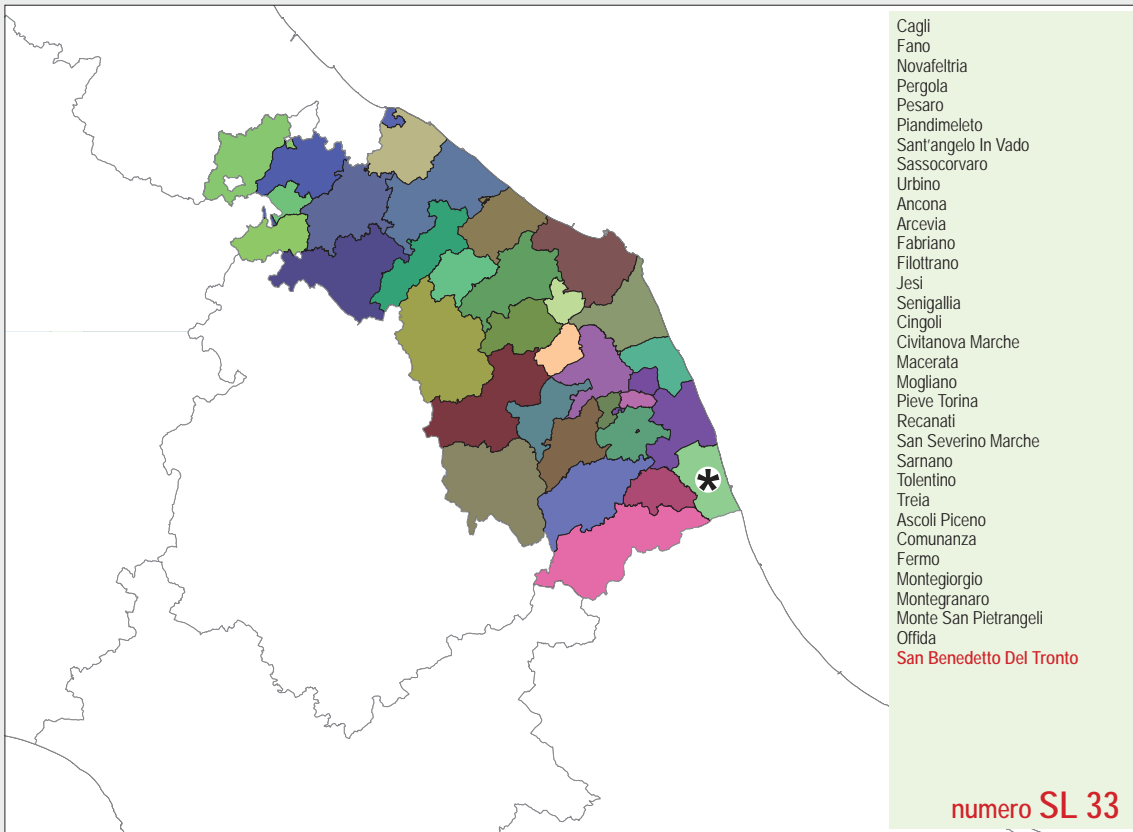 Cagli
Fano
Novafeltria
Pergola
Pesaro
Piandimeleto
Sant'angelo In Vado
Sassocorvaro
Urbino
Ancona
Arcevia
Fabriano
Filottrano
Jesi
Senigallia
Cingoli
Civitanova Marche
Macerata
Mogliano
Pieve Torina
Recanati
San Severino Marche
Sarnano
Tolentino
Treia
Ascoli Piceno
Comunanza
Fermo
Montegiorgio
Montegranaro
Monte San Pietrangeli
Offida
San Benedetto Del Tronto
*
numero SL 33